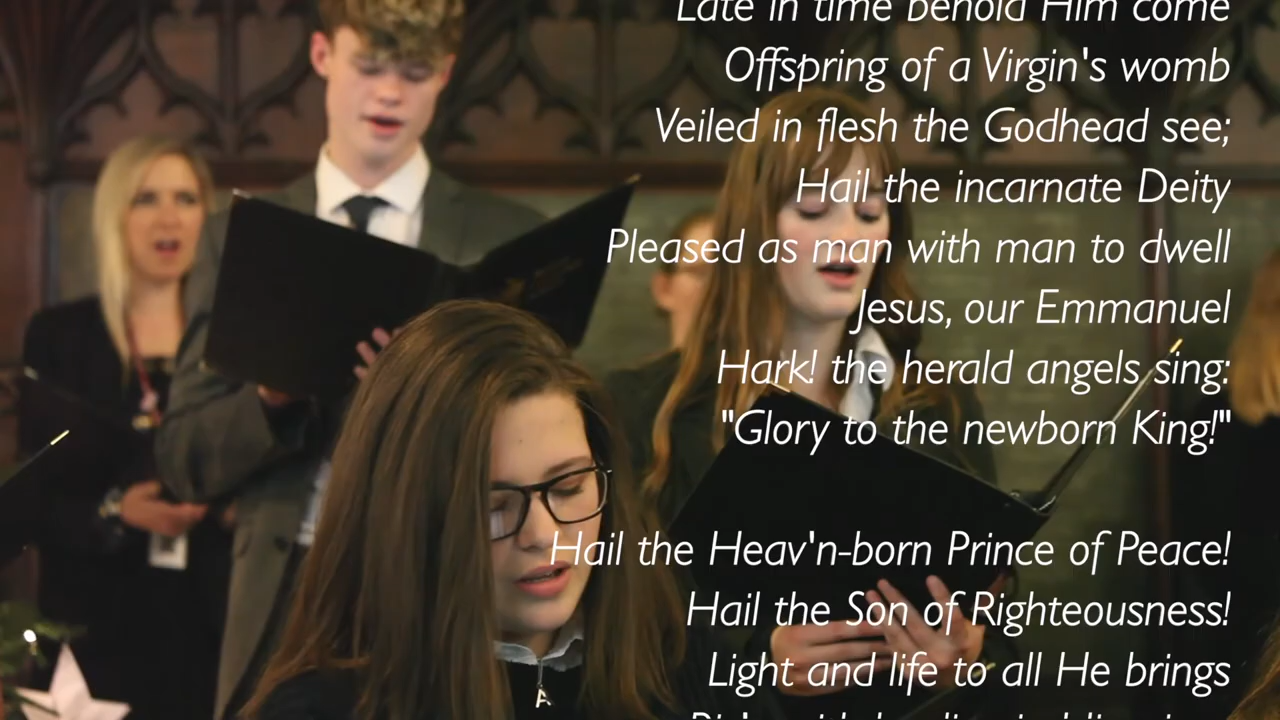 Late in time behold Him come
Offspring of a Virgin's womb
Veiled in flesh the Godhead see;
Hail the incarnate Deity
Pleased as man with man to dwell
Jesus, our Emmanuel
Hark! the herald angels sing:
"Glory to the newborn King!"
Hail the Heav'n-born Prince of Peace!
Hail the Son of Righteousness!
Light and life to all He brings